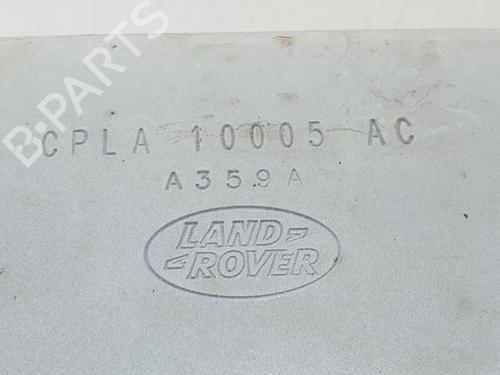 B-PARTS
CPLA 10005 AC
A359A
LAND
ROVER